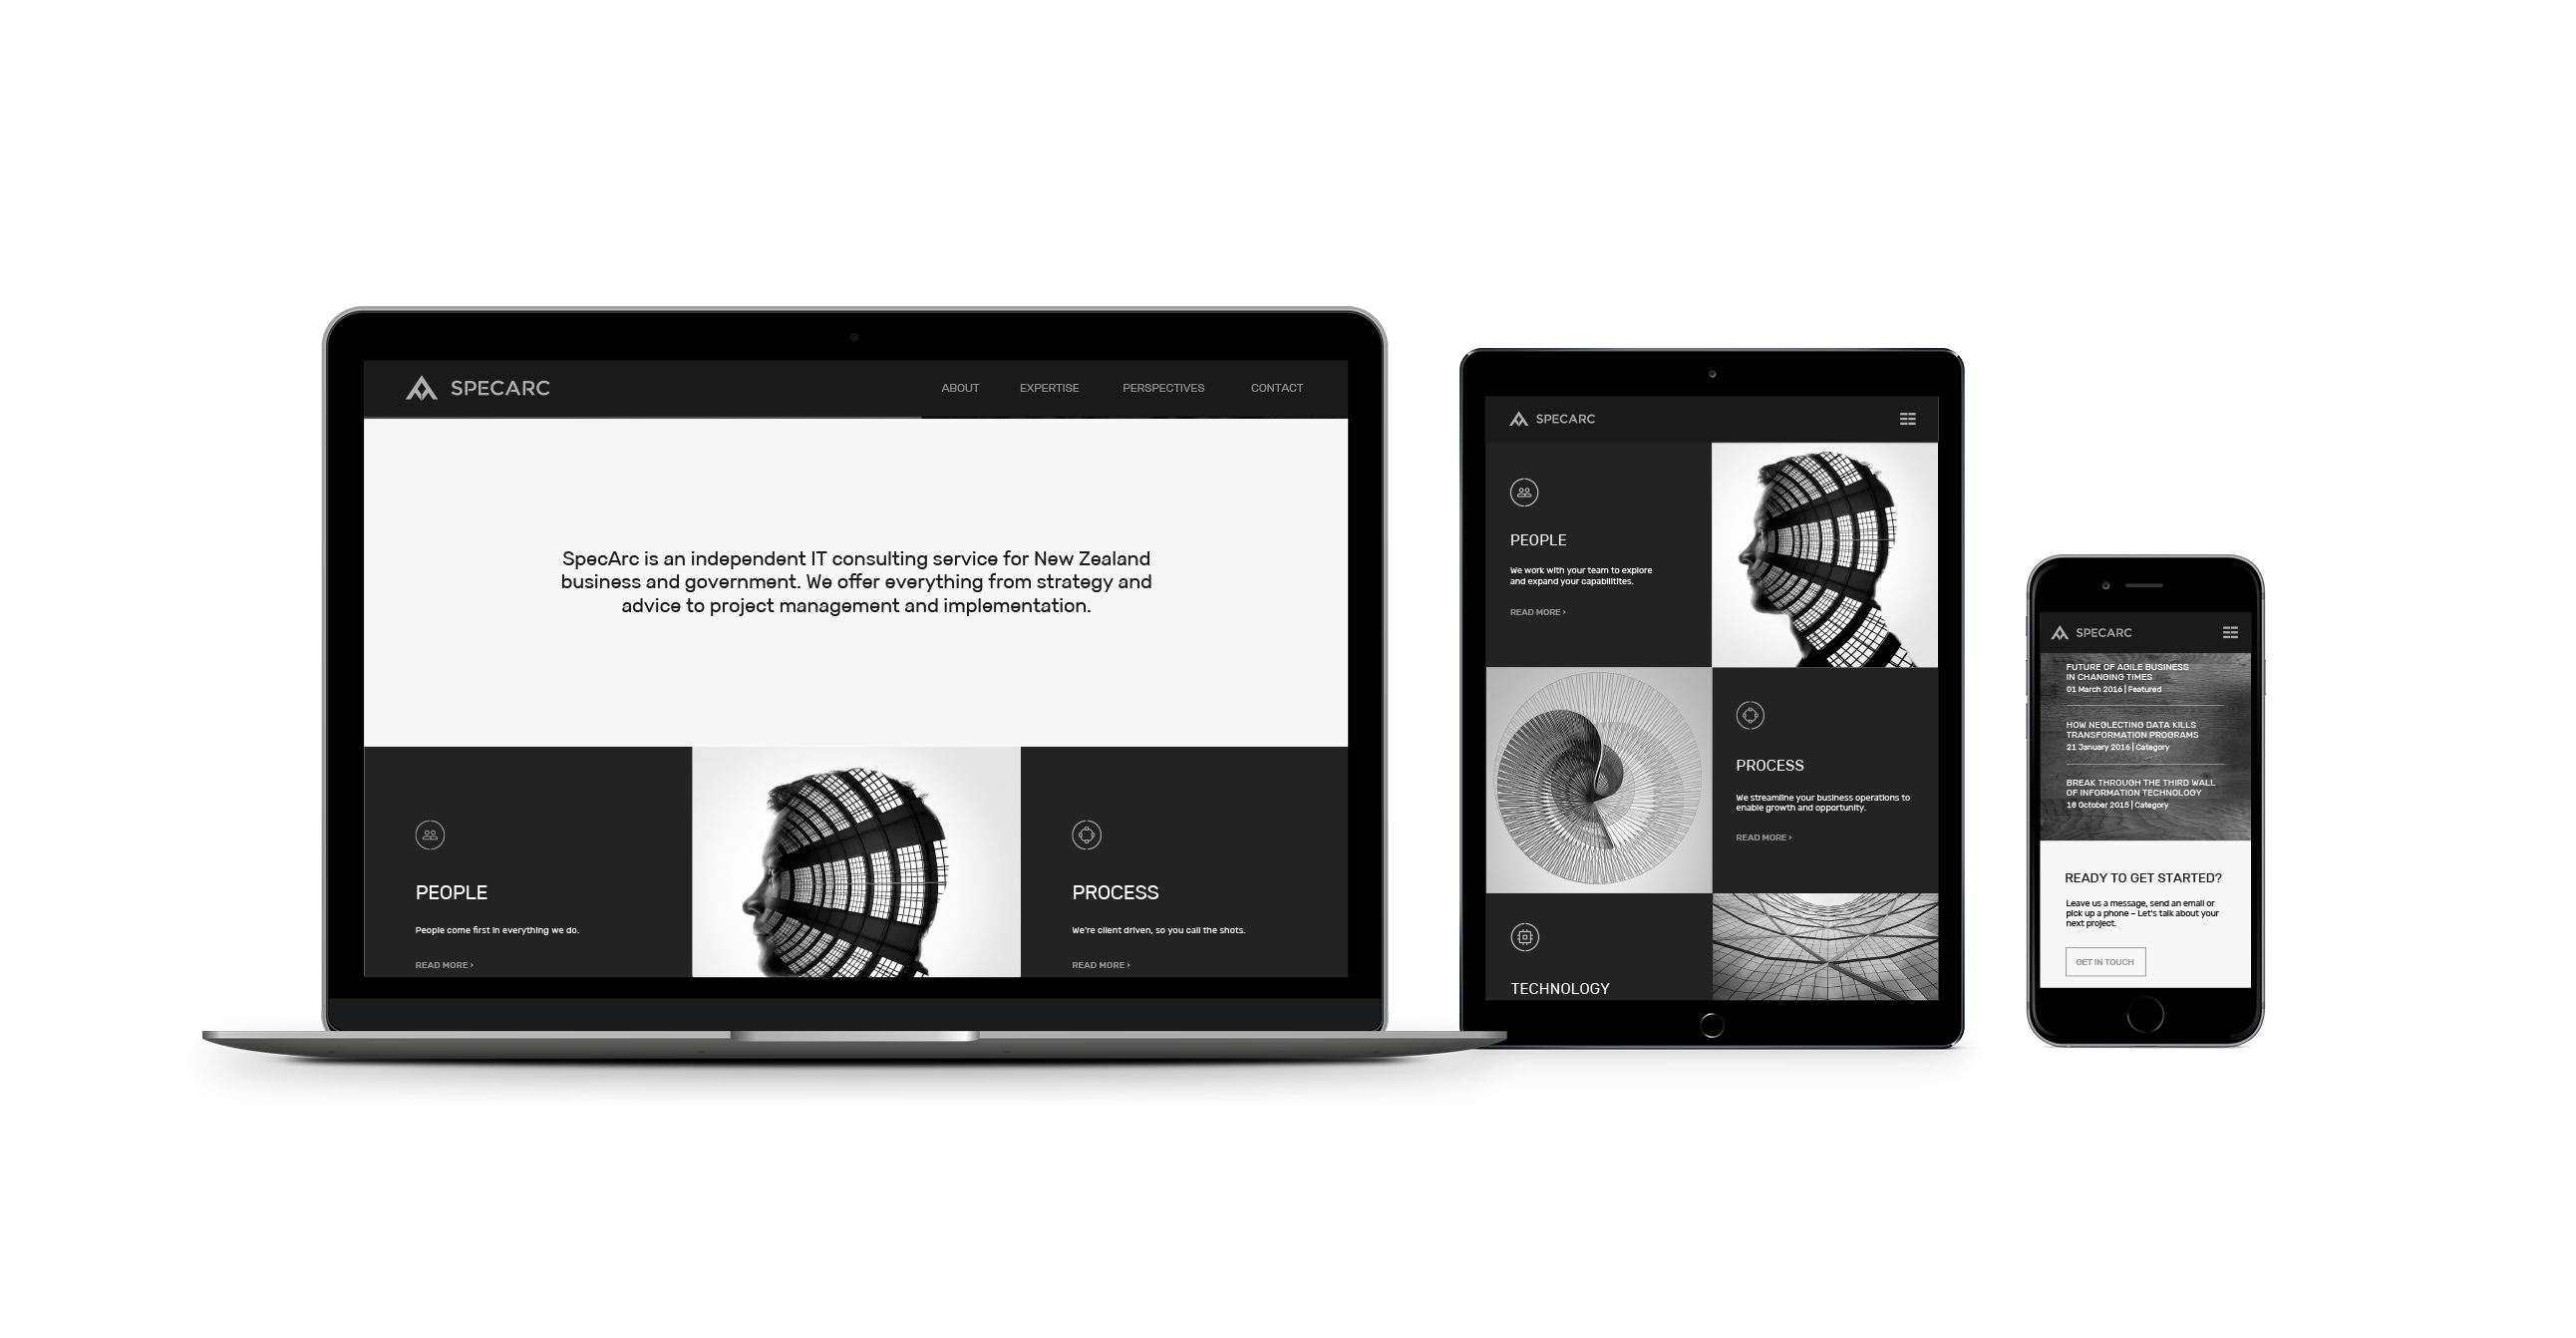 SPECARC
ABOUT
EXPERTISE
PERSPECTIVES
CONTACT
SpecArc is an independent IT consulting service for New Zealand
business and government. We offer everything from strategy and
advice to project management and implementation.
PEOPLE
People come first in everything we do.
READ MORE ›
PROCESS
We're client driven, so you call the shots.
READ MORE ›
SPECARC
PEOPLE
We work with your team to explore
and expand your capabilitites.
READ MORE ›
PROCESS
We streamline your business operations to
enable growth and opportunity.
READ MORE ›
TECHNOLOGY
SPECARC
FUTURE OF AGILE BUSINESS
IN CHANGING TIMES
01 March 2016 | Featured
HOW NEGLECTING DATA KILLS
TRANSFORMATION PROGRAMS
21 January 2016 | Category
BREAK THROUGH THE THIRD WALL
OF INFORMATION TECHNOLOGY
18 October 2015 | Category
READY TO GET STARTED?
Leave us a message, send an email or
pick up a phone – Let's talk about your
next project.
GET IN TOUCH